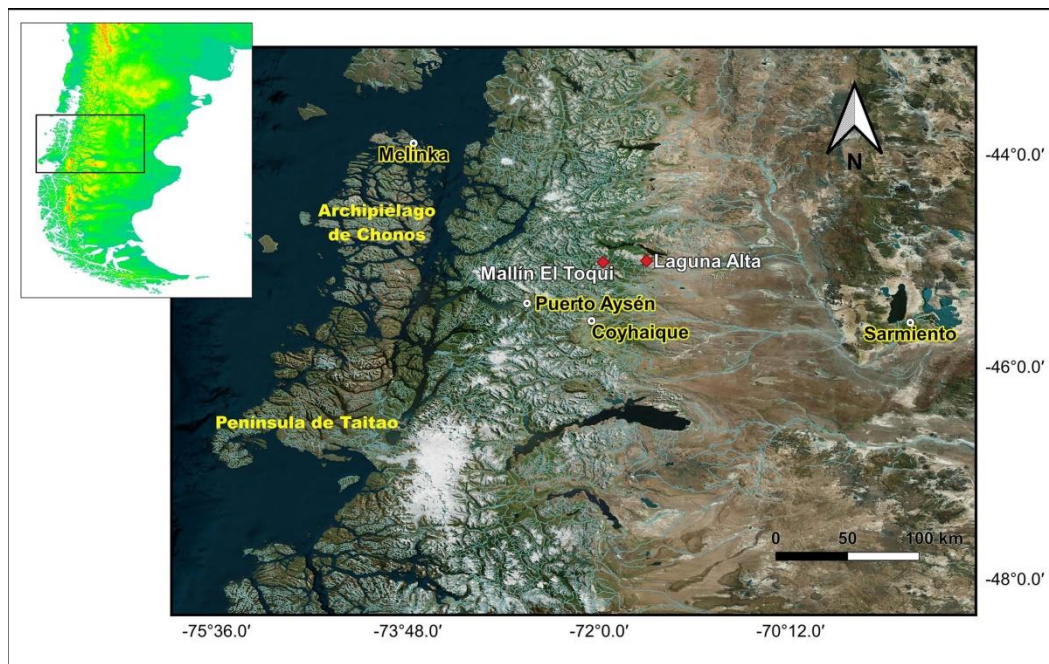 Melinka
Archipiélago
de Chonos
N
-44°0.0'
Mallín El Toqui
Laguna Alta
Puerto Aysén
Coyhaique
Sarmiento
-46°0.0'
Península de Taitao
0 50 100 km
-48°0.0'
-75°36.0' -73°48.0' -72°0.0' -70°12.0'